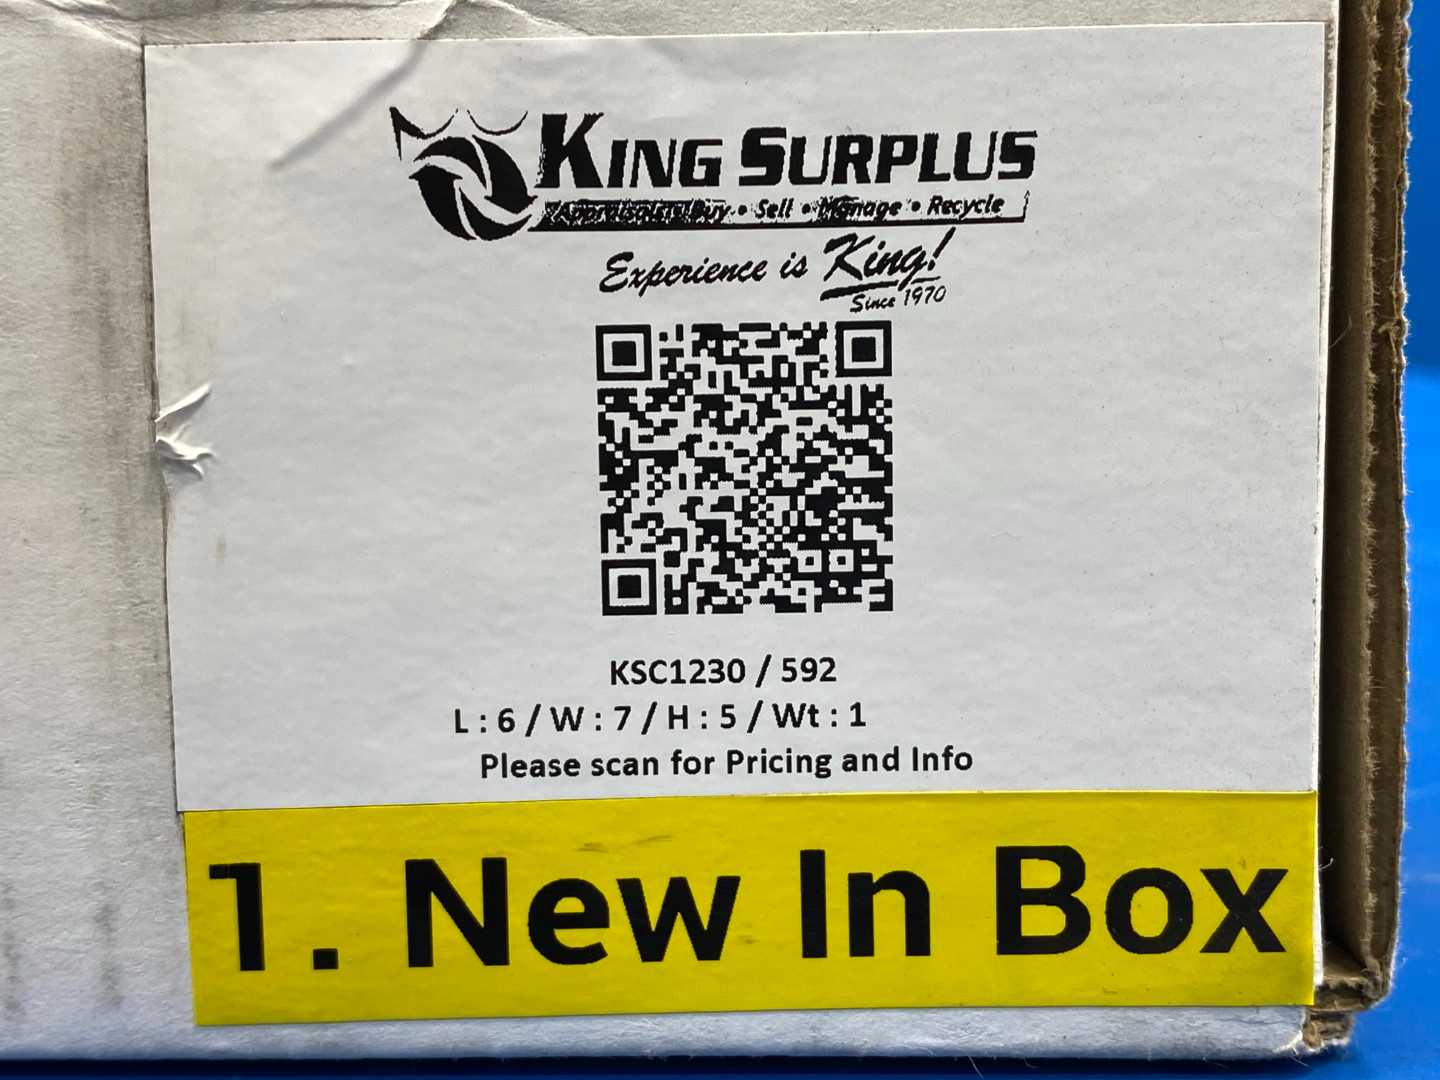 KING SURPLUS
Buy • Sell • Manage • Recycle
Experience is King!
Since 1970
KSC1230 / 592
L : 6 / W : 7 / H : 5 / Wt : 1
Please scan for Pricing and Info
1. New In Box